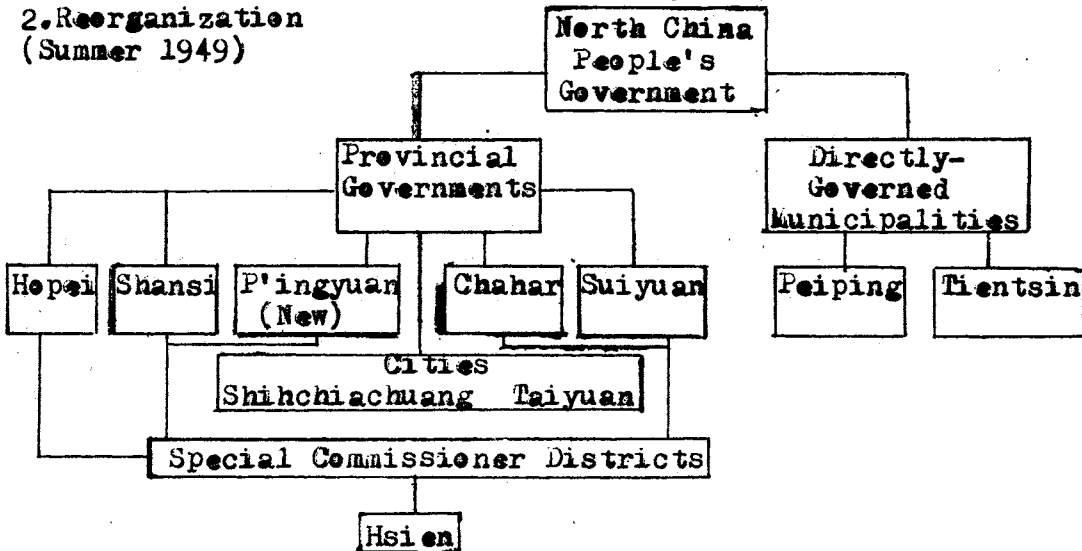 2.Reorganization
(Summer 1949)
North China
People's
Government
Provincial
Governments
Directly-
Governed
Municipalities
Hopei
Shansi
P'ingyuan
(New)
Chahar
Suiyuan
Peiping
Tientsin
Cities
Shihchiachuang Taiyuan
Special Commissioner Districts
Hsien